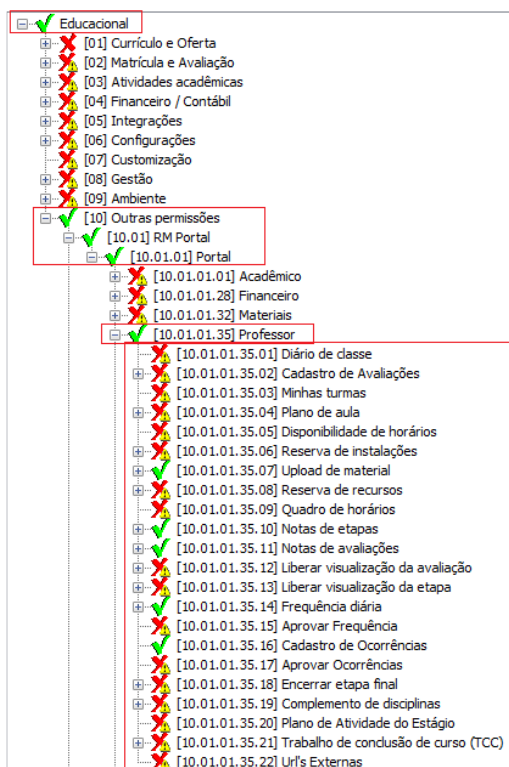 Educacional
[01] Currículo e Oferta
[02] Matrícula e Avaliação
[03] Atividades acadêmicas
[04] Financeiro / Contábil
[05] Integrações
[06] Configurações
[07] Customização
[08] Gestão
[09] Ambiente
[10] Outras permissões
[10.01] RM Portal
[10.01.01] Portal
[10.01.01.01] Acadêmico
[10.01.01.28] Financeiro
[10.01.01.32] Materiais
[10.01.01.35] Professor
[10.01.01.35.01] Diário de classe
[10.01.01.35.02] Cadastro de Avaliações
[10.01.01.35.03] Minhas turmas
[10.01.01.35.04] Plano de aula
[10.01.01.35.05] Disponibilidade de horários
[10.01.01.35.06] Reserva de instalações
[10.01.01.35.07] Upload de material
[10.01.01.35.08] Reserva de recursos
[10.01.01.35.09] Quadro de horários
[10.01.01.35.10] Notas de etapas
[10.01.01.35.11] Notas de avaliações
[10.01.01.35.12] Liberar visualização da avaliação
[10.01.01.35.13] Liberar visualização da etapa
[10.01.01.35.14] Frequência diária
[10.01.01.35.15] Aprovar Frequência
[10.01.01.35.16] Cadastro de Ocorrências
[10.01.01.35.17] Aprovar Ocorrências
[10.01.01.35.18] Encerrar etapa final
[10.01.01.35.19] Complemento de disciplinas
[10.01.01.35.20] Plano de Atividade do Estágio
[10.01.01.35.21] Trabalho de conclusão de curso (TCC)
[10.01.01.35.22] Url's Externas